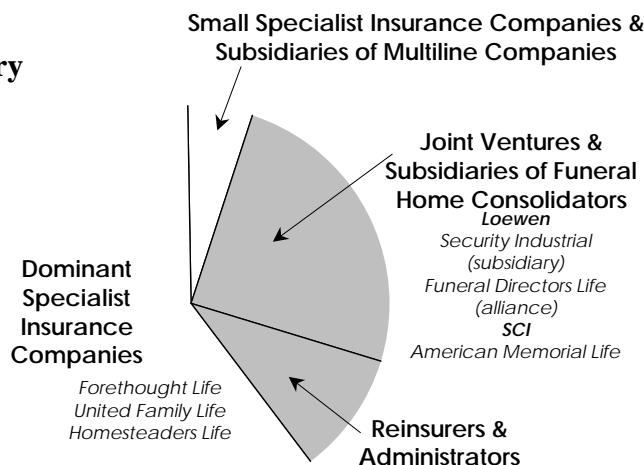 Small Specialist Insurance Companies &
Subsidiaries of Multiline Companies
ry
Joint Ventures &
Subsidiaries of Funeral
Home Consolidators
Loewen
Security Industrial
(subsidiary)
Funeral Directors Life
(alliance)
SCI
American Memorial Life
Dominant
Specialist
Insurance
Companies
Forethought Life
United Family Life
Homesteaders Life
Reinsurers &
Administrators